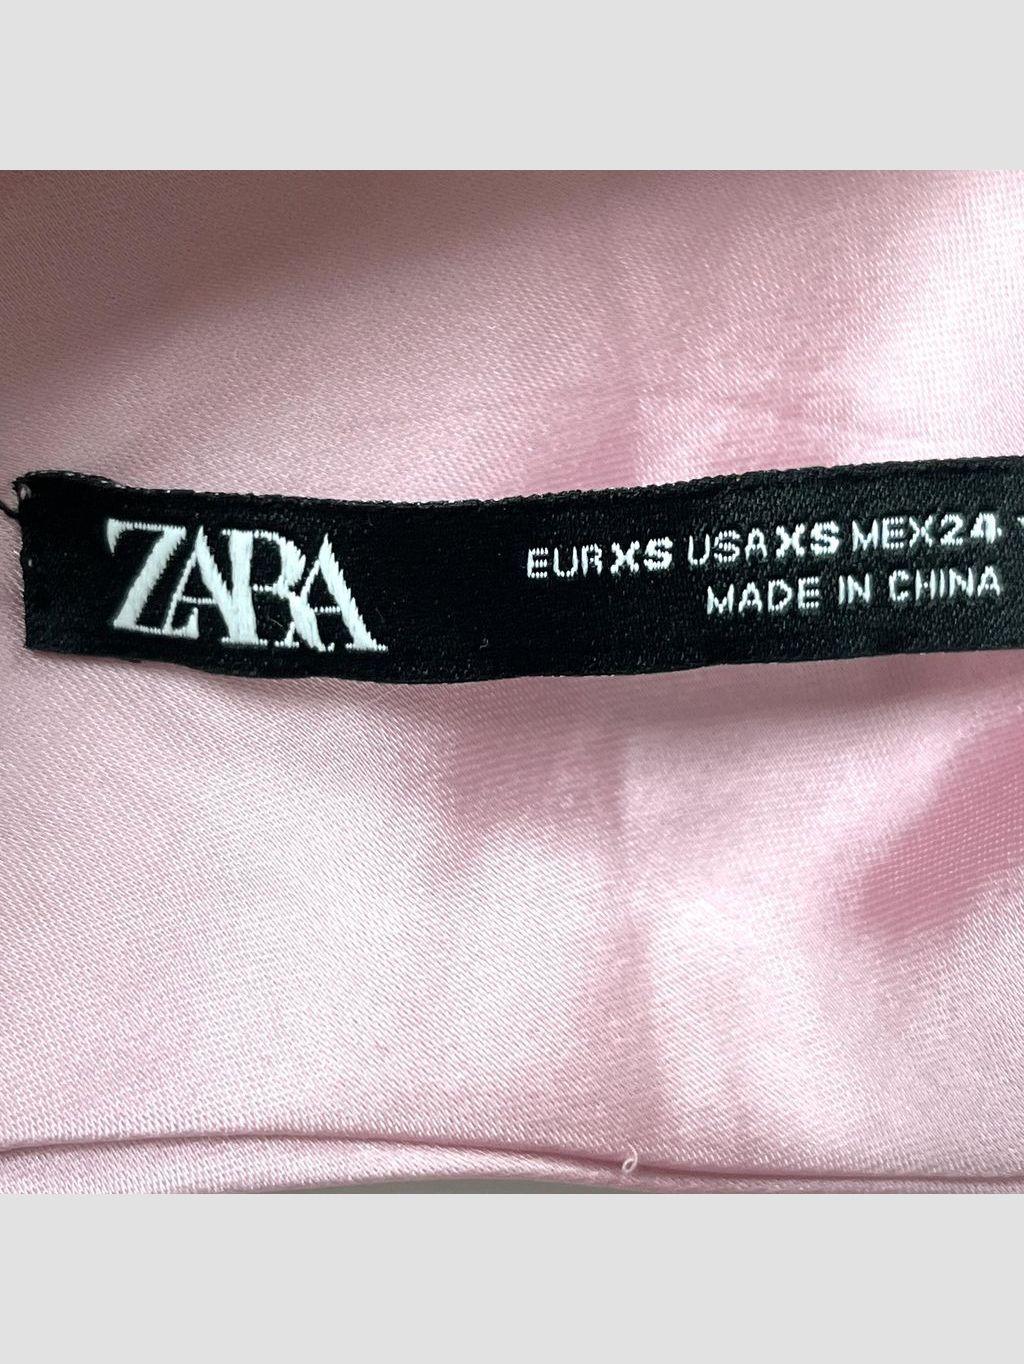 ZARA
EUR XS USA XS MEX 24
MADE IN CHINA